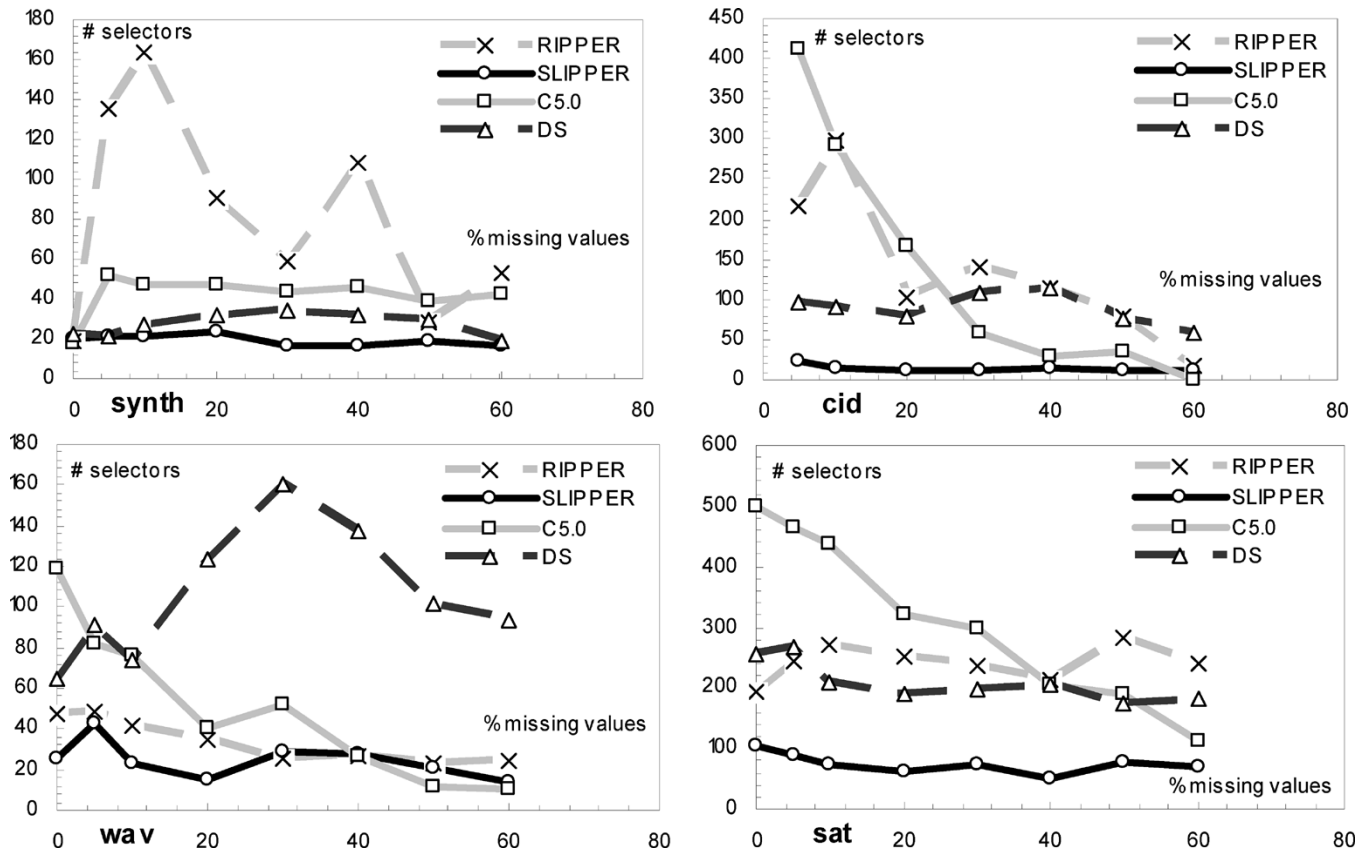 180
160
140
120
100
80
60
40
20
0
# selectors
RIPPER
SLIPPER
C5.0
DS
% missing values
0
20
40
60
80
synth
450
400
350
300
250
200
150
100
50
0
# selectors
RIPPER
SLIPPER
C5.0
DS
% missing values
0
20
40
60
80
cid
180
160
140
120
100
80
60
40
20
0
# selectors
RIPPER
SLIPPER
C5.0
DS
% missing values
0
20
40
60
80
wav
600
500
400
300
200
100
0
# selectors
RIPPER
SLIPPER
C5.0
DS
% missing values
0
20
40
60
80
sat